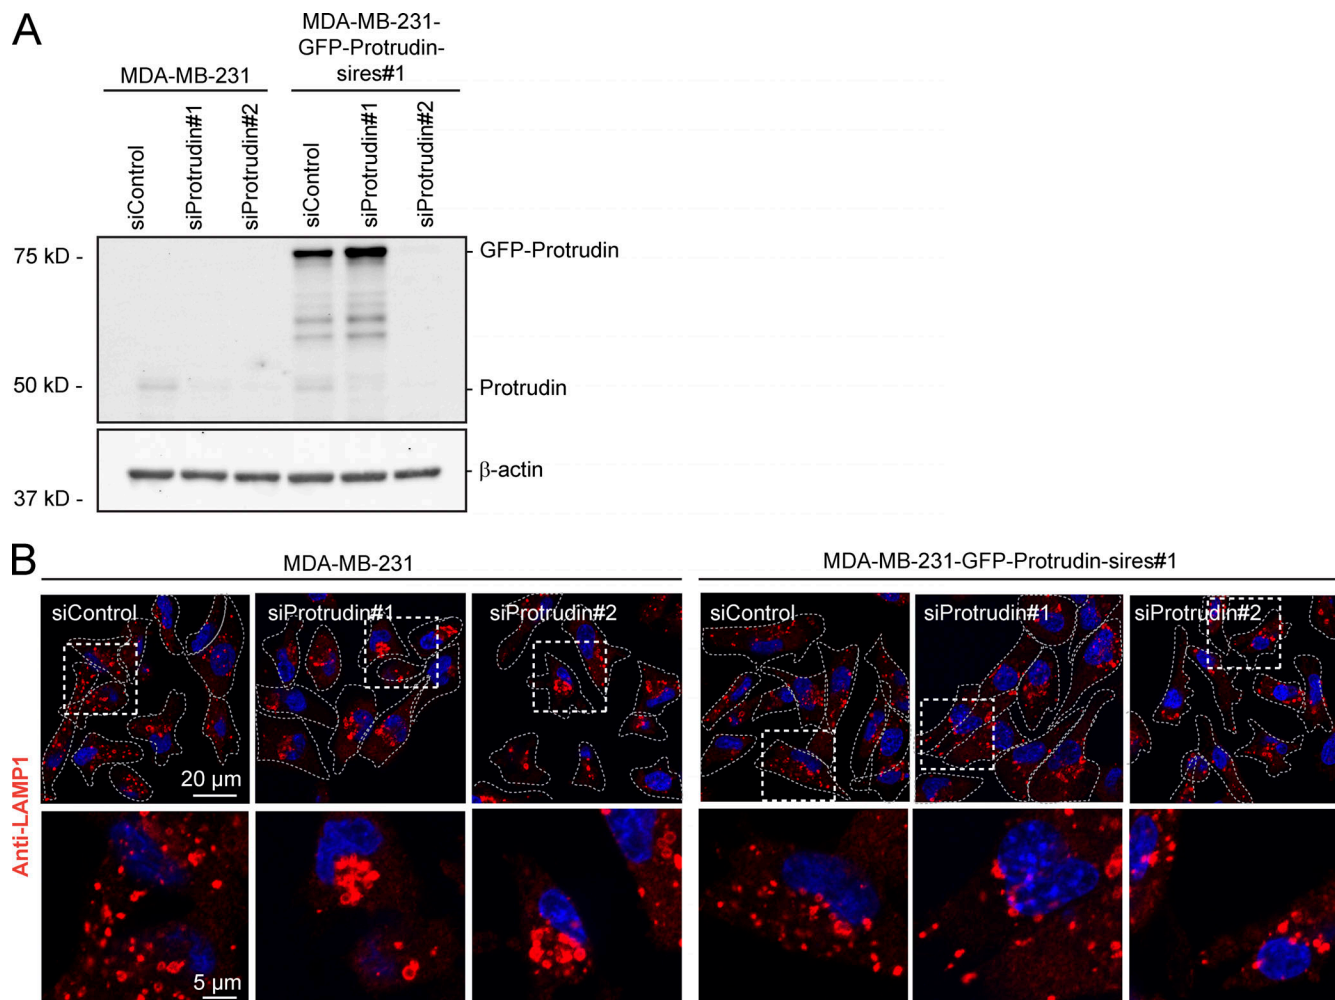 A
MDA-MB-231
MDA-MB-231-
GFP-Protrudin-
sires#1
siControl
siProtrudin#1
siProtrudin#2
siControl
siProtrudin#1
siProtrudin#2
75 kD -
- GFP-Protrudin
50 kD -
- Protrudin
- β-actin
37 kD -
B
MDA-MB-231
MDA-MB-231-GFP-Protrudin-sires#1
siControl
siProtrudin#1
siProtrudin#2
siControl
siProtrudin#1
siProtrudin#2
20 µm
Anti-LAMP1
5 µm